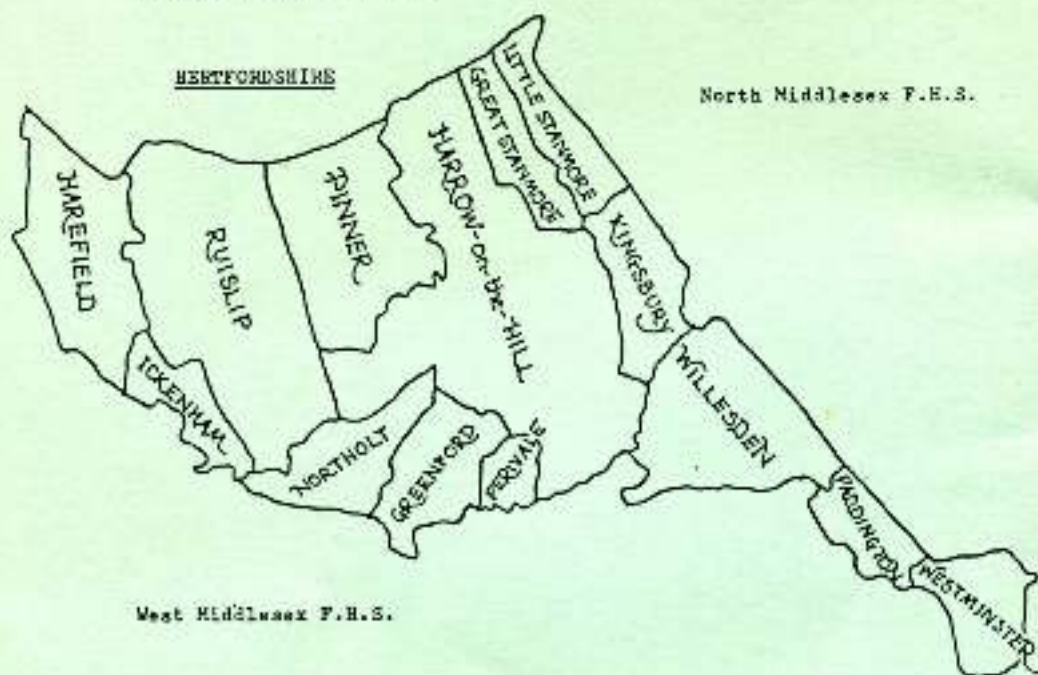 HERTFORDSHIRE
North Middlesex F.H.S.
LITTLE STANMORE
GREAT STANMORE
HARROW-on-the-HILL
PINNER
RUISLIP
HAREFIELD
KINGSBURY
ICKENHAM
WILLESDEN
NORTHOLT
GREENFORD
PERIVALE
PADDINGTON
WESTMINSTER
West Middlesex F.H.S.